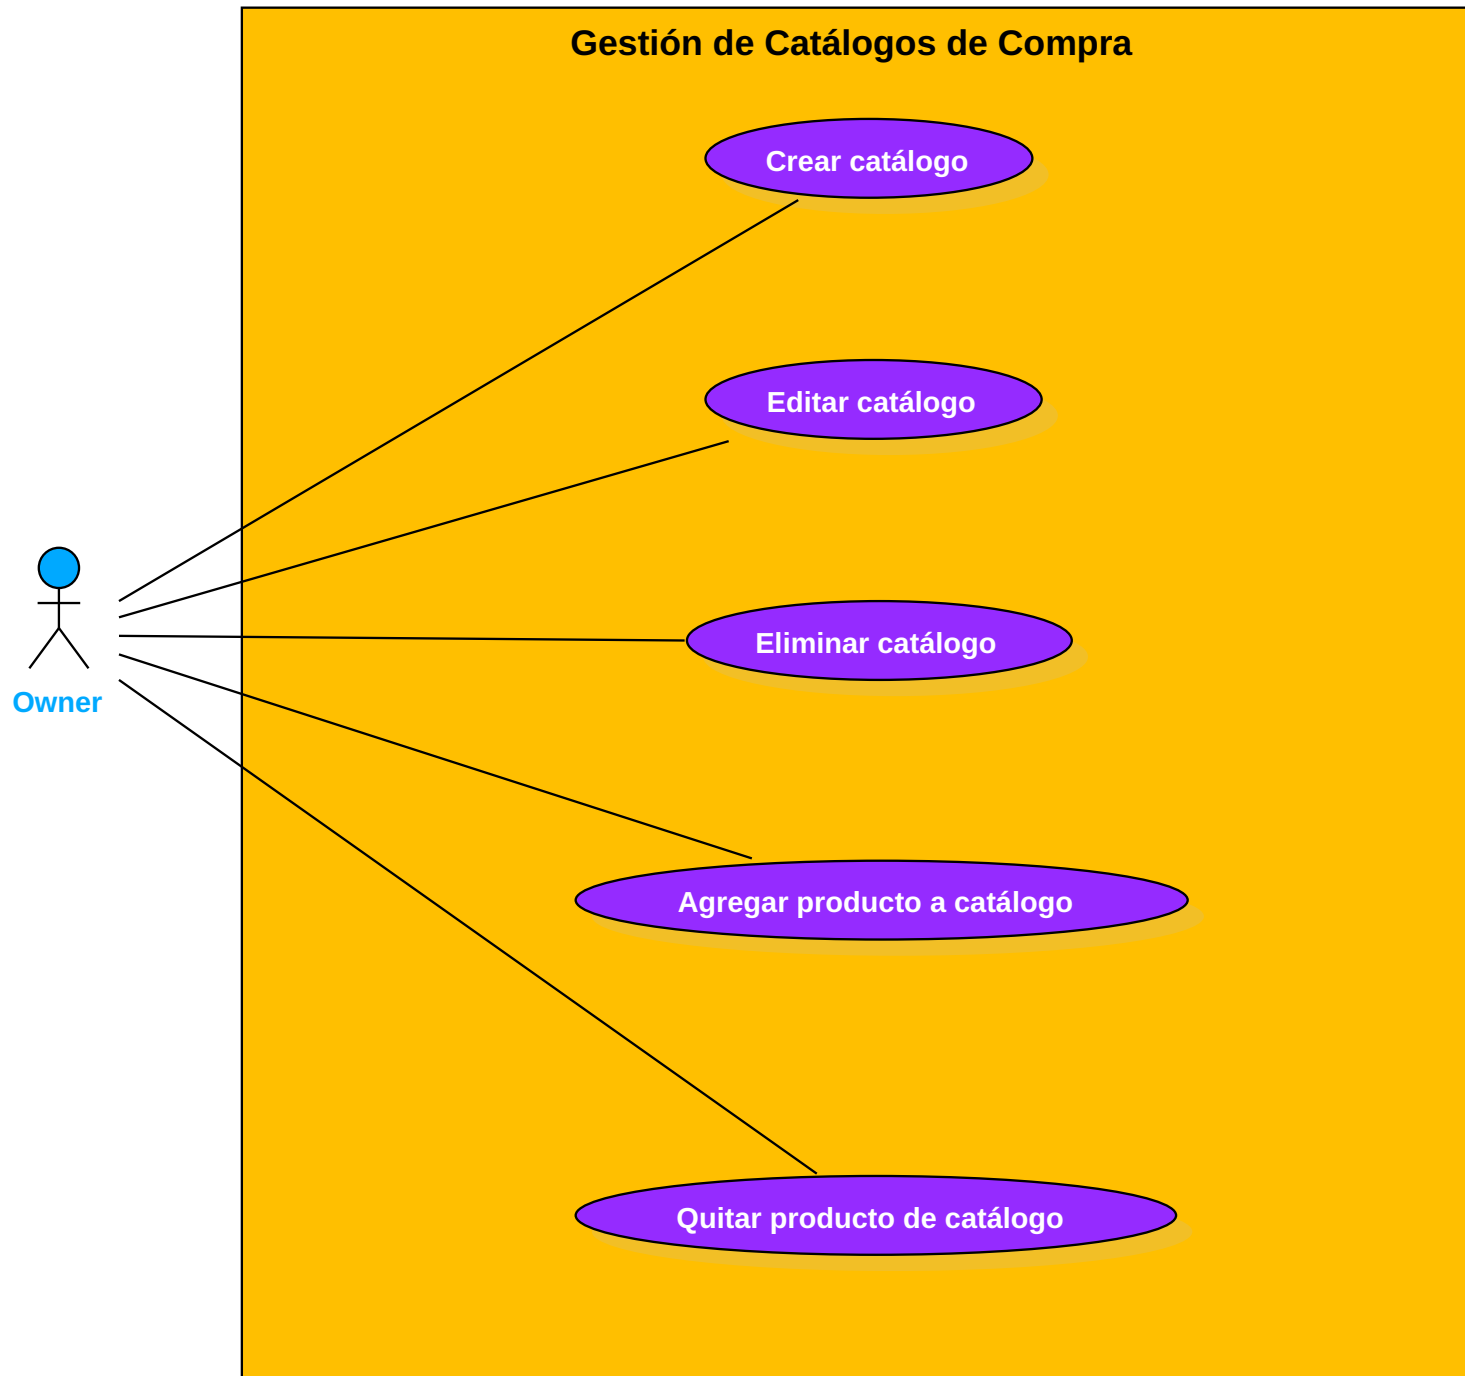 Gestión de Catálogos de Compra
Crear catálogo
Editar catálogo
Eliminar catálogo
Owner
Agregar producto a catálogo
Quitar producto de catálogo